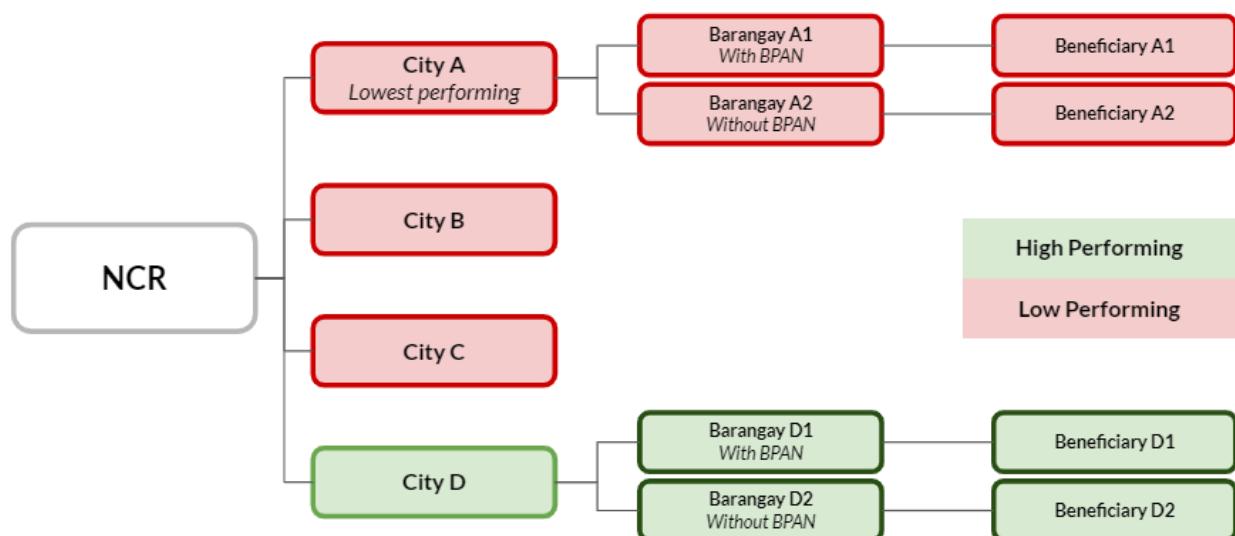 NCR
City A
Lowest performing
City B
City C
City D
Barangay A1
With BPAN
Barangay A2
Without BPAN
Beneficiary A1
Beneficiary A2
High Performing
Low Performing
Barangay D1
With BPAN
Barangay D2
Without BPAN
Beneficiary D1
Beneficiary D2